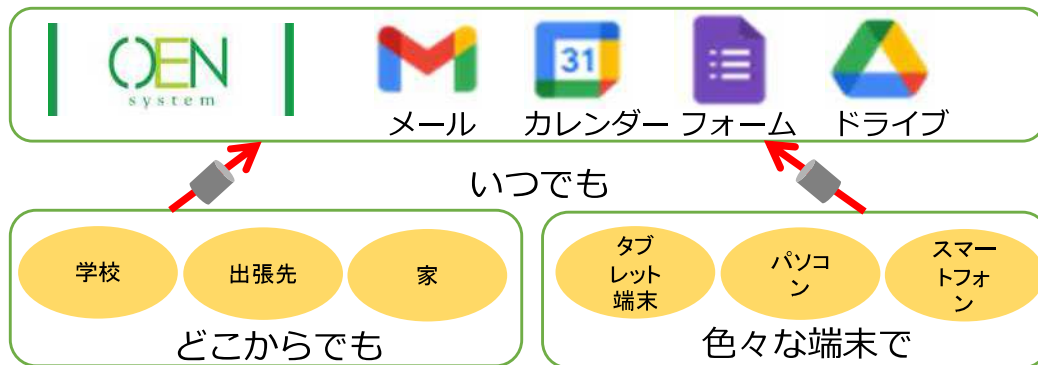 OEN
system
31
メール カレンダー フォーム ドライブ
いつでも
学校 出張先 家
どこからでも
タブ
レット
端末
パソコ
ン
スマー
トフォ
ン
色々な端末で